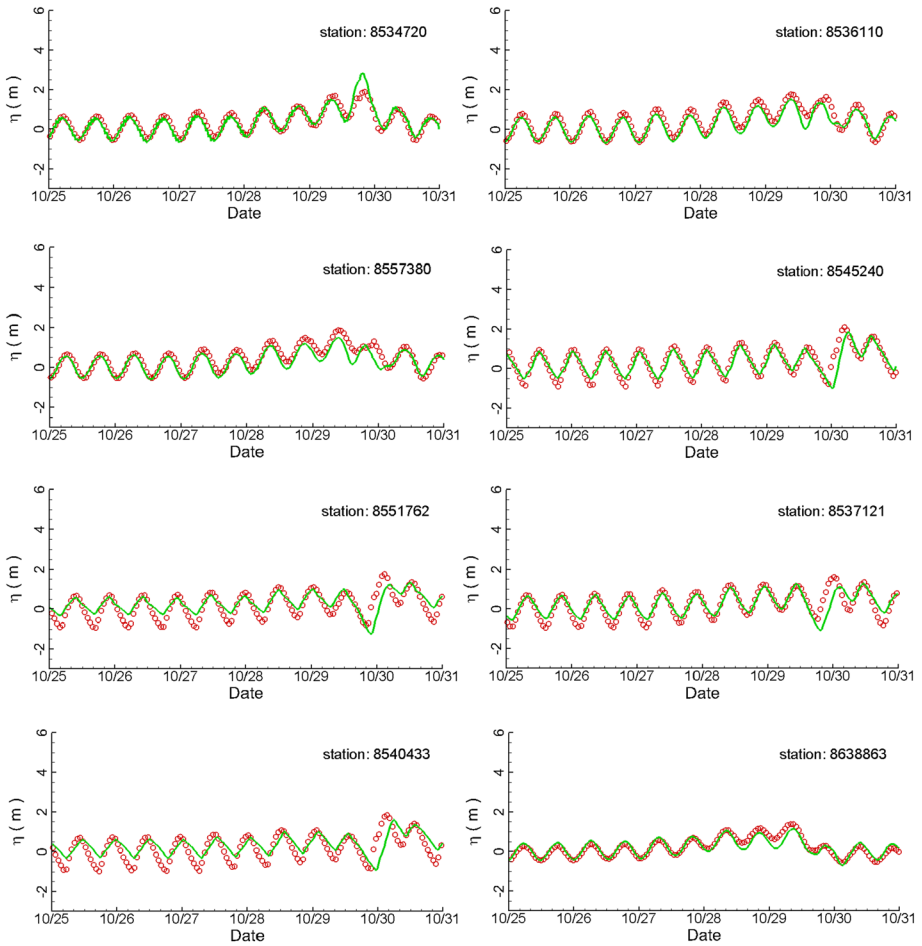 6
4
2
0
-2
η ( m )
station: 8534720
10/25 10/26 10/27 10/28 10/29 10/30 10/31
Date
6
4
2
0
-2
η ( m )
station: 8536110
10/25 10/26 10/27 10/28 10/29 10/30 10/31
Date
6
4
2
0
-2
η ( m )
station: 8557380
10/25 10/26 10/27 10/28 10/29 10/30 10/31
Date
6
4
2
0
-2
η ( m )
station: 8545240
10/25 10/26 10/27 10/28 10/29 10/30 10/31
Date
6
4
2
0
-2
η ( m )
station: 8551762
10/25 10/26 10/27 10/28 10/29 10/30 10/31
Date
6
4
2
0
-2
η ( m )
station: 8537121
10/25 10/26 10/27 10/28 10/29 10/30 10/31
Date
6
4
2
0
-2
η ( m )
station: 8540433
10/25 10/26 10/27 10/28 10/29 10/30 10/31
Date
6
4
2
0
-2
η ( m )
station: 8638863
10/25 10/26 10/27 10/28 10/29 10/30 10/31
Date